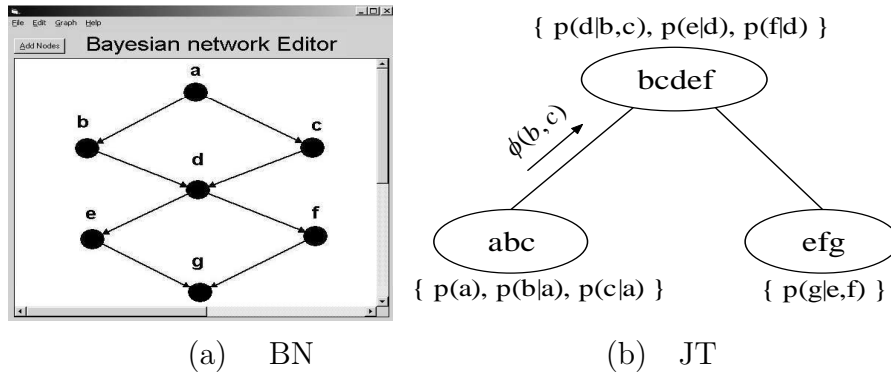 File Edit Graph Help
Add Nodes Bayesian network Editor
a
b c
d
e f
g
(a) BN
{ p(d|b,c), p(e|d), p(f|d) }
bcdef
ϕ(b,c)
abc efg
{ p(a), p(b|a), p(c|a) } { p(g|e,f) }
(b) JT